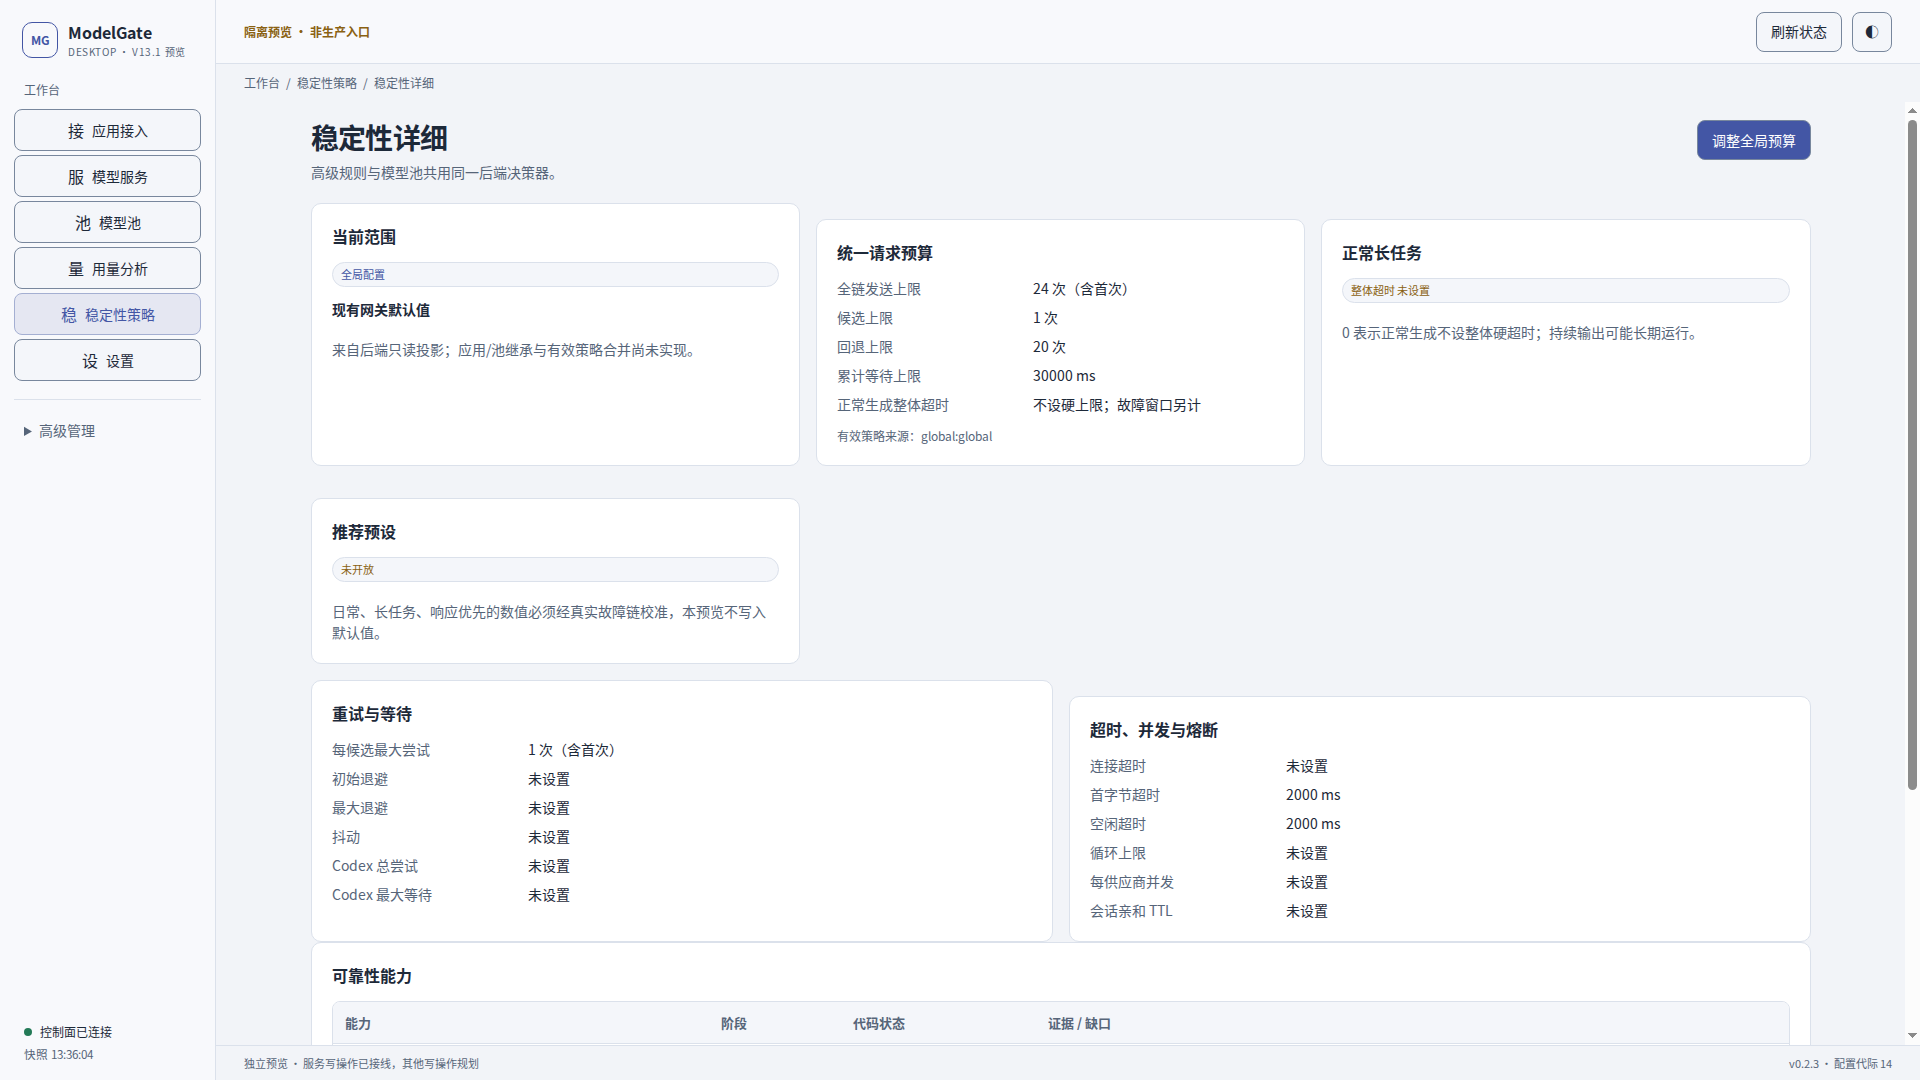 MG
ModelGate
DESKTOP · V13.1 预览
工作台
接 应用接入
服 模型服务
池 模型池
量 用量分析
稳 稳定性策略
设 设置
▶ 高级管理
控制面已连接
快照 13:36:04
隔离预览 · 非生产入口
刷新状态
工作台 / 稳定性策略 / 稳定性详细
稳定性详细
高级规则与模型池共用同一后端决策器。
调整全局预算
当前范围
全局配置
现有网关默认值
来自后端只读投影；应用/池继承与有效策略合并尚未实现。
统一请求预算
全链发送上限 24 次（含首次）
候选上限 1 次
回退上限 20 次
累计等待上限 30000 ms
正常生成整体超时 不设硬上限；故障窗口另计
有效策略来源：global:global
正常长任务
整体超时 未设置
0 表示正常生成不设整体硬超时；持续输出可能长期运行。
推荐预设
未开放
日常、长任务、响应优先的数值必须经真实故障链校准，本预览不写入
默认值。
重试与等待
每候选最大尝试 1 次（含首次）
初始退避 未设置
最大退避 未设置
抖动 未设置
Codex 总尝试 未设置
Codex 最大等待 未设置
超时、并发与熔断
连接超时 未设置
首字节超时 2000 ms
空闲超时 2000 ms
循环上限 未设置
每供应商并发 未设置
会话亲和 TTL 未设置
可靠性能力
能力 阶段 代码状态 证据 / 缺口
独立预览 · 服务写操作已接线，其他写操作规划
v0.2.3 · 配置代际 14